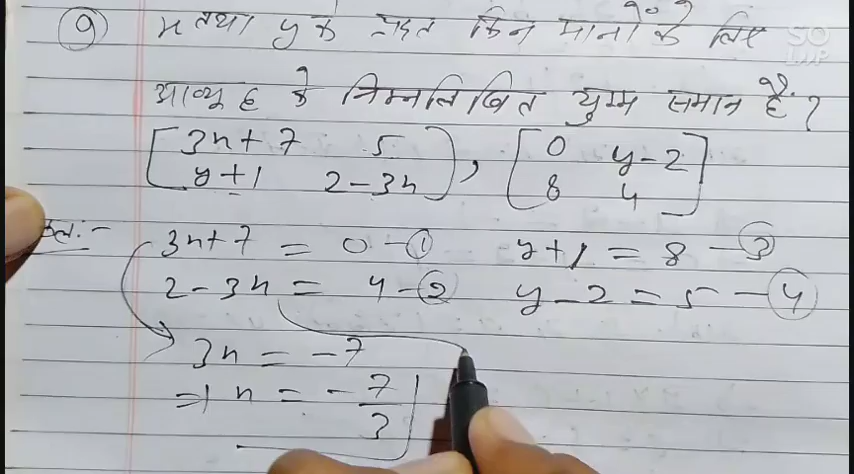 9 x तथा y के प्रदत्त किन मानों के लिए
आव्यूह के निम्नलिखित युग्म समान हैं?
[3x+7 5], [0 y-2]
[y+1 2-3x] [8 4]
हल:- 3x+7 = 0 -① y+1 = 8 -③
2-3x = 4 -② y-2 = 5 -④
3x = -7
⇒ x = -7/3